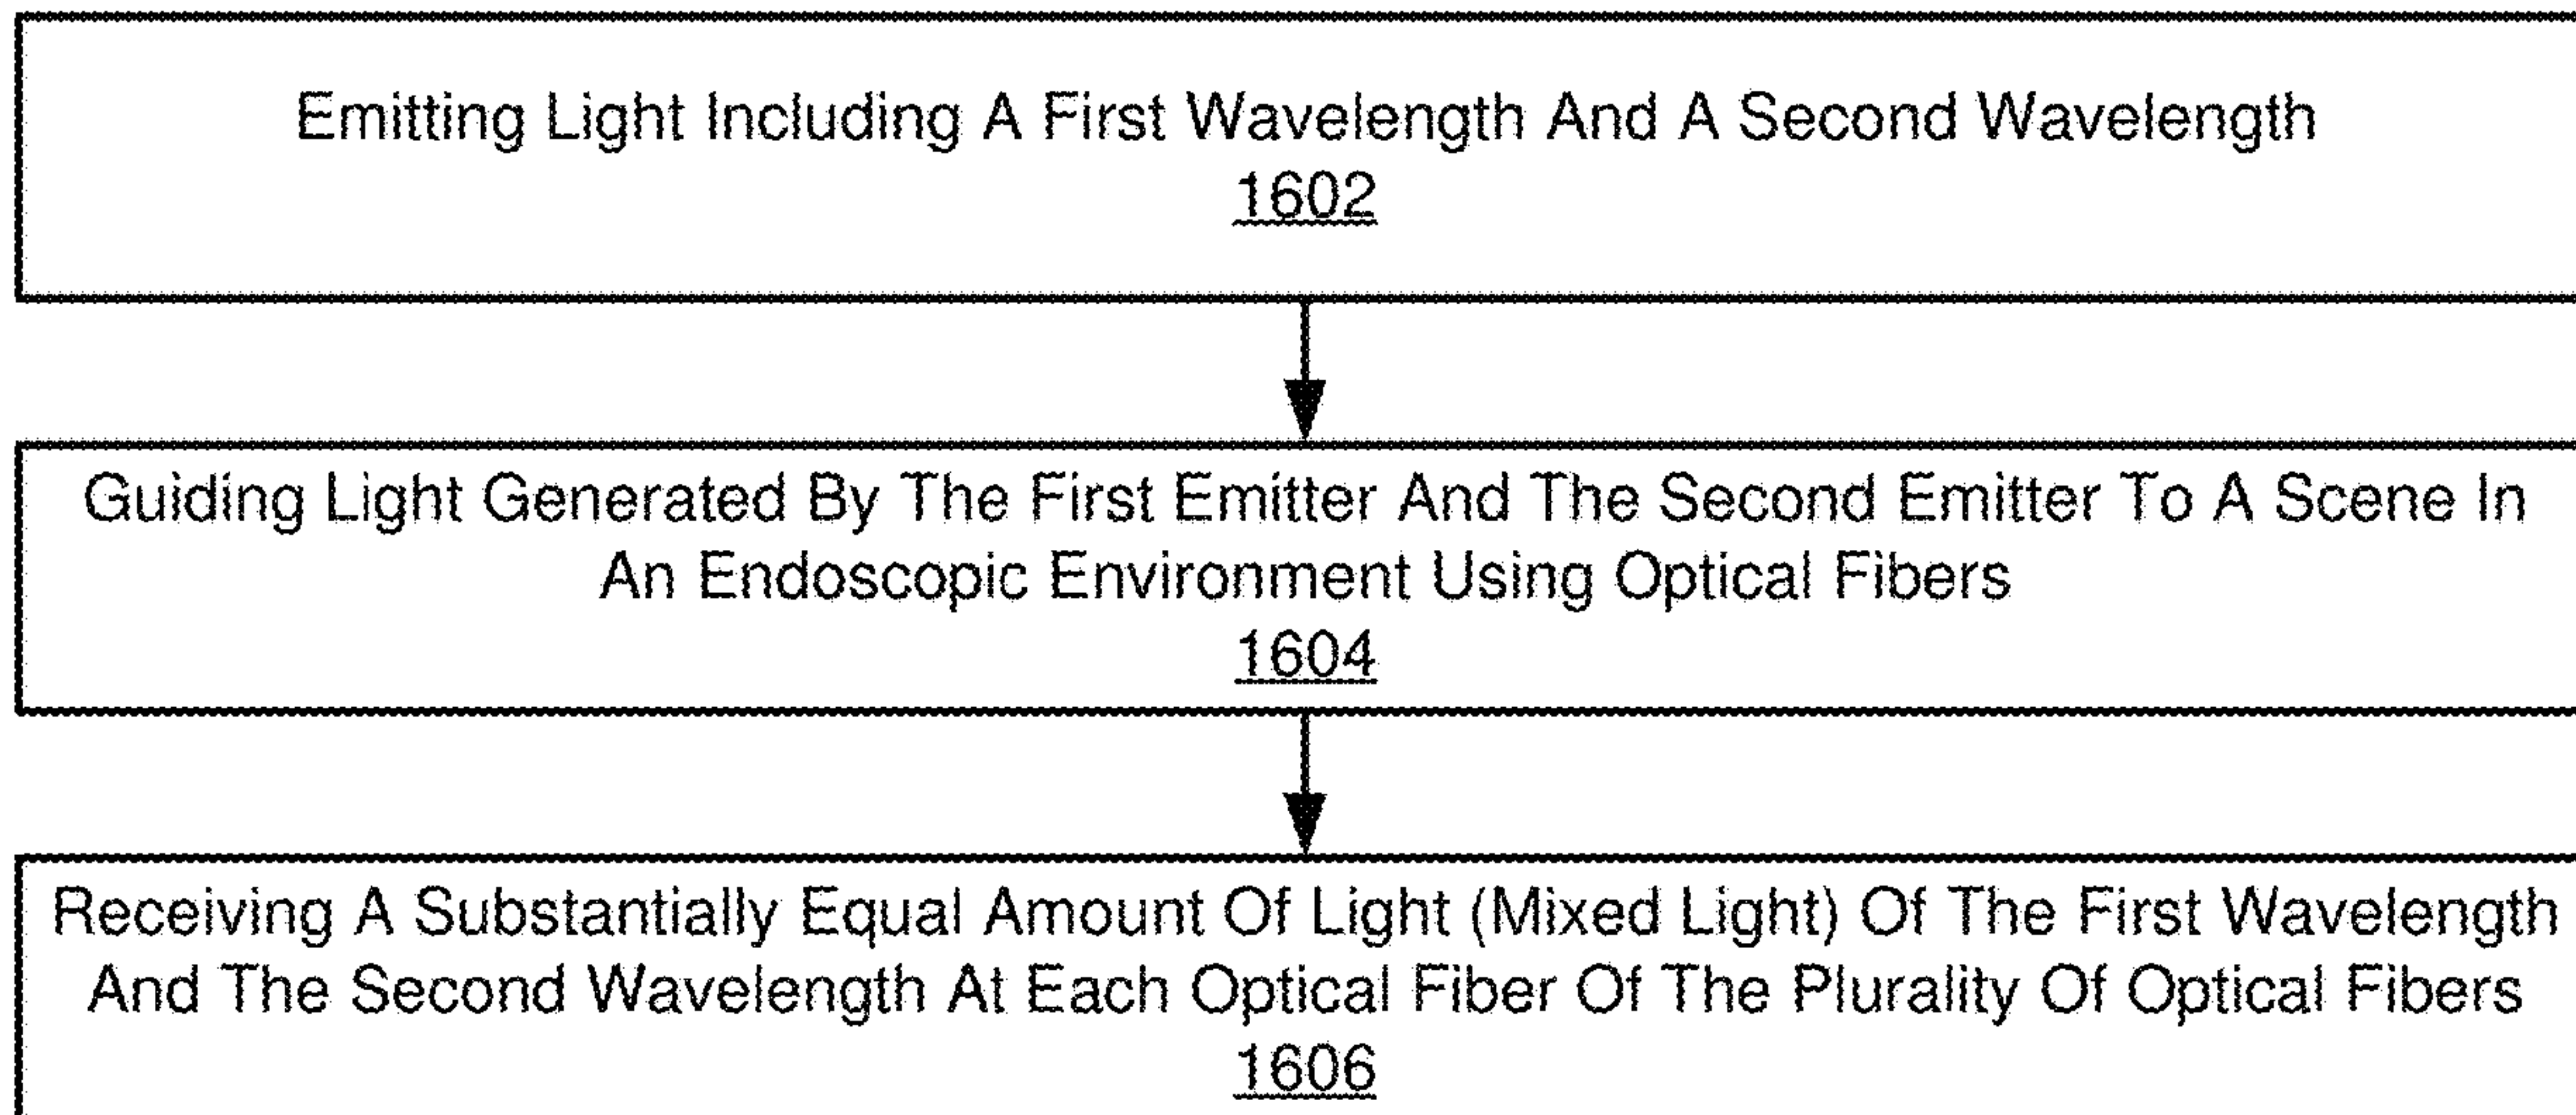 Emitting Light Including A First Wavelength And A Second Wavelength
1602
Guiding Light Generated By The First Emitter And The Second Emitter To A Scene In
An Endoscopic Environment Using Optical Fibers
1604
Receiving A Substantially Equal Amount Of Light (Mixed Light) Of The First Wavelength
And The Second Wavelength At Each Optical Fiber Of The Plurality Of Optical Fibers
1606